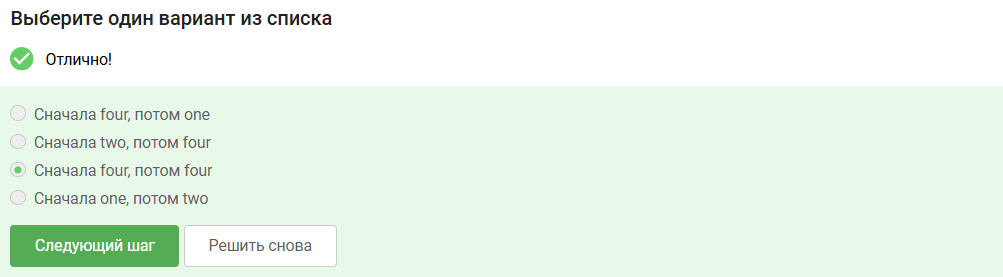 Выберите один вариант из списка
Отлично!
Сначала four, потом one
Сначала two, потом four
Сначала four, потом four
Сначала one, потом two
Следующий шаг
Решить снова